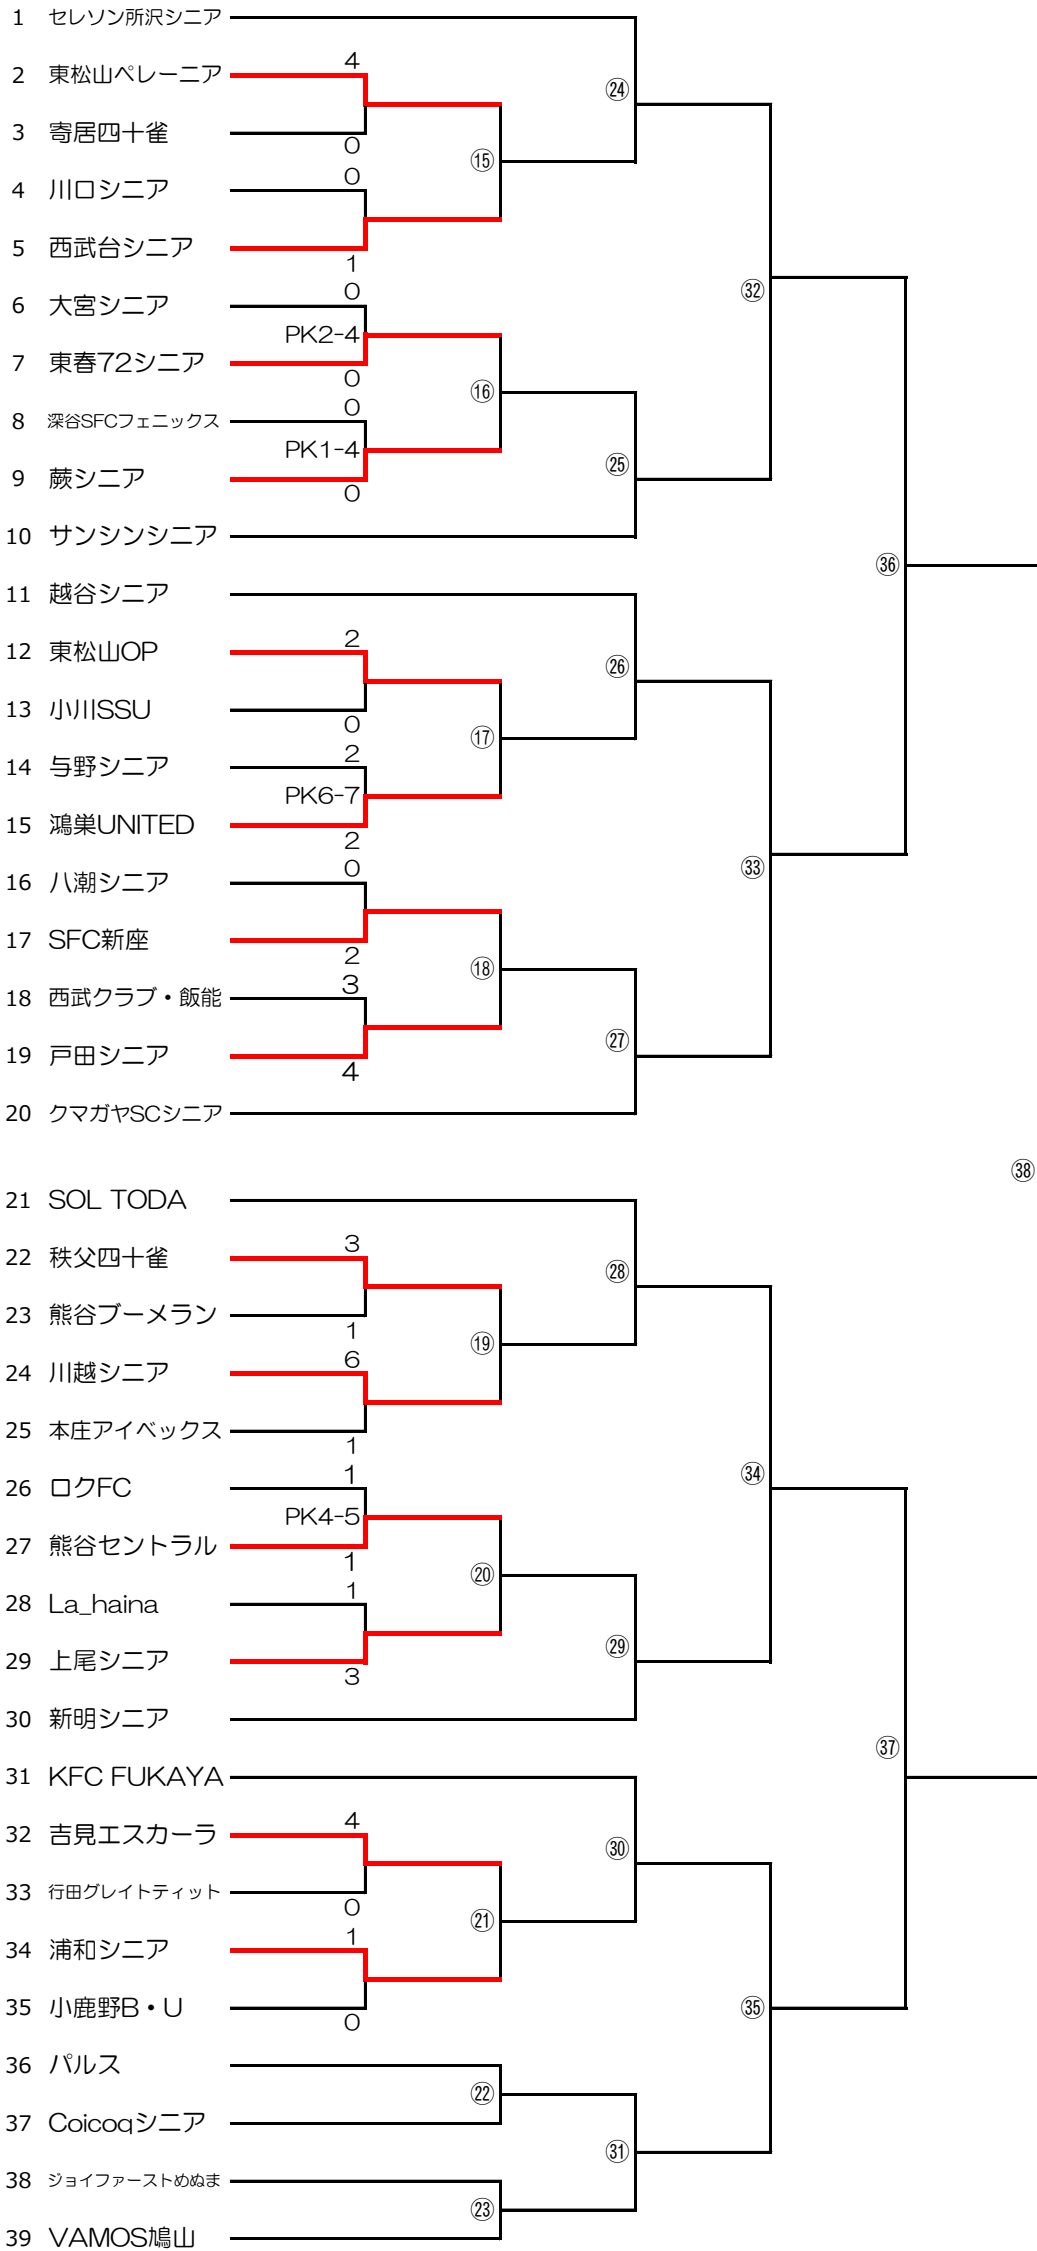 1 セレソン所沢シニア
4
2 東松山ペレーニア
㉔
3 寄居四十雀
0
⑮
0
4 川口シニア
5 西武台シニア
1
0
6 大宮シニア
㉜
PK2-4
7 東春72シニア
0
⑯
0
8 深谷SFCフェニックス
PK1-4
㉕
9 蕨シニア
0
10 サンシンシニア
㊱
11 越谷シニア
2
12 東松山OP
㉖
13 小川SSU
0
⑰
2
14 与野シニア
PK6-7
15 鴻巣UNITED
2
0
㉝
16 八潮シニア
17 SFC新座
2
⑱
3
18 西武クラブ・飯能
㉗
19 戸田シニア
4
20 クマガヤSCシニア
㊳
21 SOL TODA
3
22 秩父四十雀
㉘
23 熊谷ブーメラン
1
⑲
6
24 川越シニア
25 本庄アイベックス
1
1
㉞
26 ロクFC
PK4-5
27 熊谷セントラル
1
⑳
1
28 La_haina
㉙
29 上尾シニア
3
30 新明シニア
㊲
31 KFC FUKAYA
4
32 吉見エスカーラ
㉚
33 行田グレイトティット
0
㉑
1
34 浦和シニア
35 小鹿野B・U
㉟
0
36 パルス
㉒
37 Coicoqシニア
㉛
38 ジョイファーストめぬま
㉓
39 VAMOS鳩山